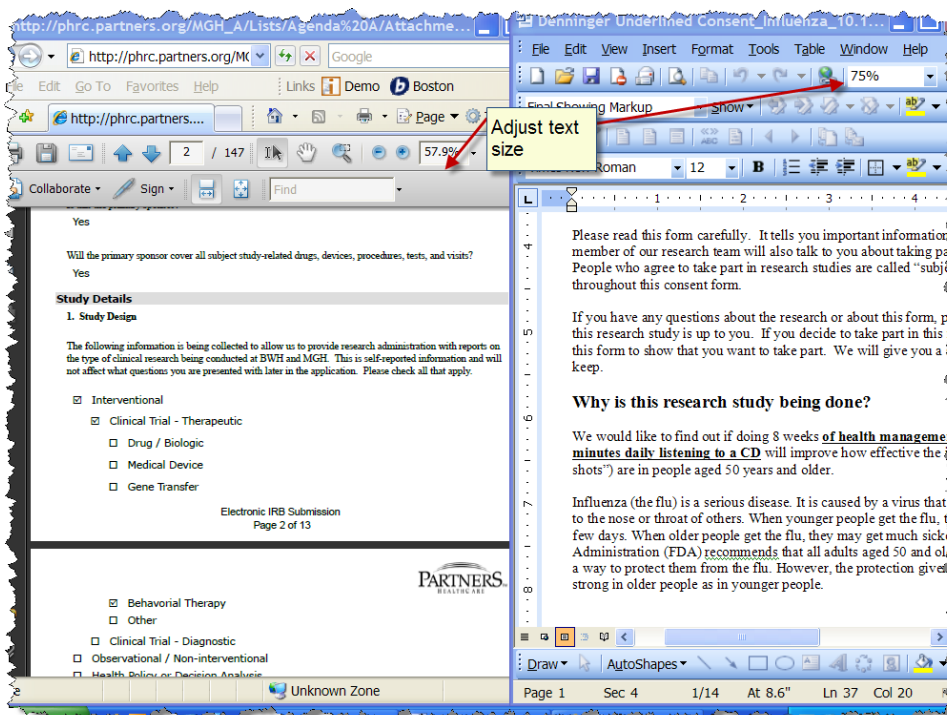 http://phrc.partners.org/MGH_A/Lists/Agenda%20A/Attachme...
http://phrc.partners.org/MG
Google
Edit Go To Favorites Help
Links Demo Boston
http://phrc.partners....
Page
2 / 147
57.9%
Collaborate Sign
Find
Yes
Will the primary sponsor cover all subject study-related drugs, devices, procedures, tests, and visits?
Yes
Study Details
1. Study Design
The following information is being collected to allow us to provide research administration with reports on
the type of clinical research being conducted at BWH and MGH. This is self-reported information and will
not affect what questions you are presented with later in the application. Please check all that apply.
Interventional
Clinical Trial - Therapeutic
Drug / Biologic
Medical Device
Gene Transfer
Electronic IRB Submission
Page 2 of 13
PARTNERS.
HEALTHCARE
Behavorial Therapy
Other
Clinical Trial - Diagnostic
Observational / Non-interventional
Health Policy or Decision Analysis
Unknown Zone
Adjust text
size
Denninger Underlined Consent_Influenza_10.1...
File Edit View Insert Format Tools Table Window Help
75%
Final Showing Markup Show
Roman 12 B
1 2 3 4
Please read this form carefully. It tells you important information
member of our research team will also talk to you about taking pa
People who agree to take part in research studies are called "subje
throughout this consent form.
If you have any questions about the research or about this form, p
this research study is up to you. If you decide to take part in this
this form to show that you want to take part. We will give you a
keep.
Why is this research study being done?
We would like to find out if doing 8 weeks of health manageme
minutes daily listening to a CD will improve how effective the
shots") are in people aged 50 years and older.
Influenza (the flu) is a serious disease. It is caused by a virus that
to the nose or throat of others. When younger people get the flu, t
few days. When older people get the flu, they may get much sick
Administration (FDA) recommends that all adults aged 50 and ol
a way to protect them from the flu. However, the protection give
strong in older people as in younger people.
4
5
6
7
8
Draw AutoShapes
Page 1 Sec 4 1/14 At 8.6" Ln 37 Col 20